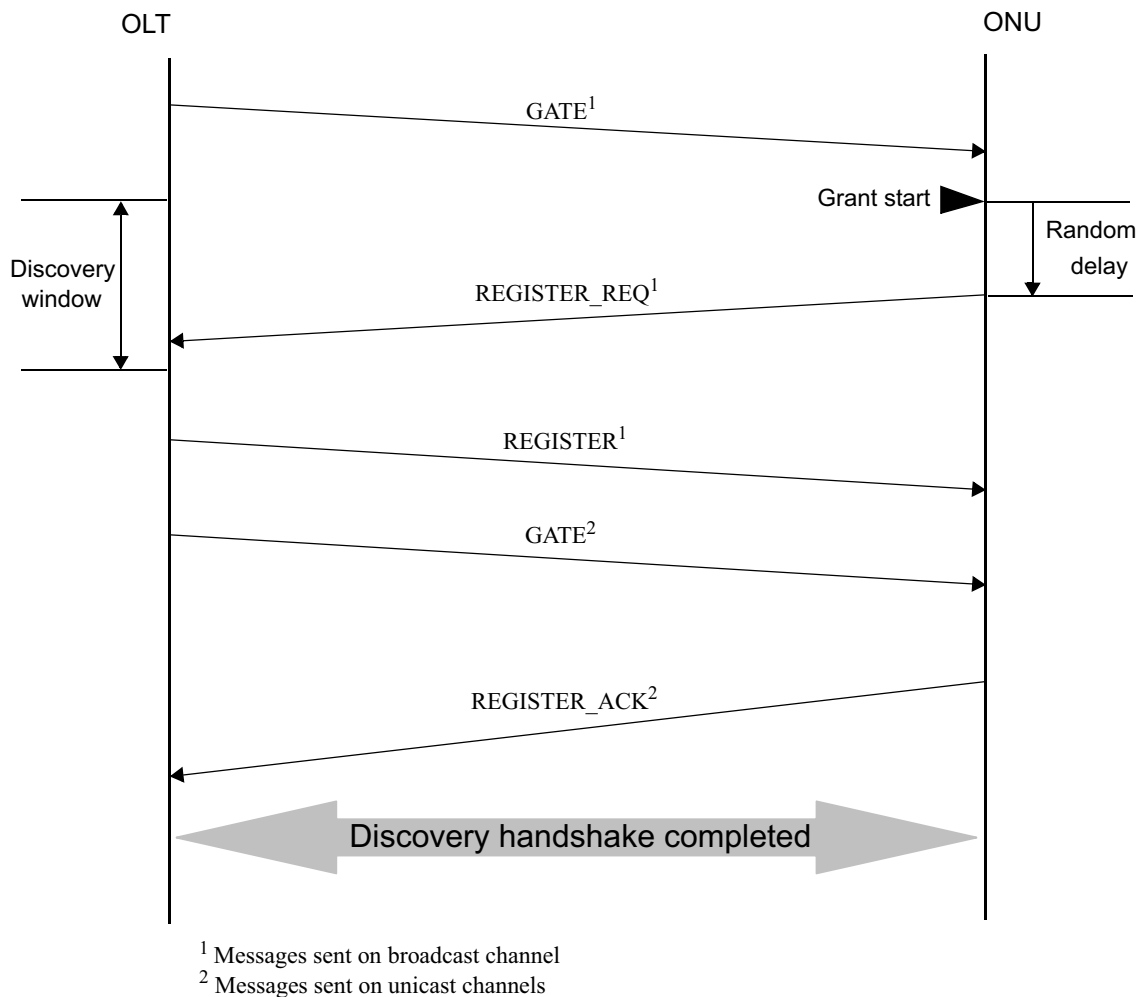 OLT
ONU
GATE¹
Grant start
Random
delay
Discovery
window
REGISTER_REQ¹
REGISTER¹
GATE²
REGISTER_ACK²
Discovery handshake completed
¹ Messages sent on broadcast channel
² Messages sent on unicast channels